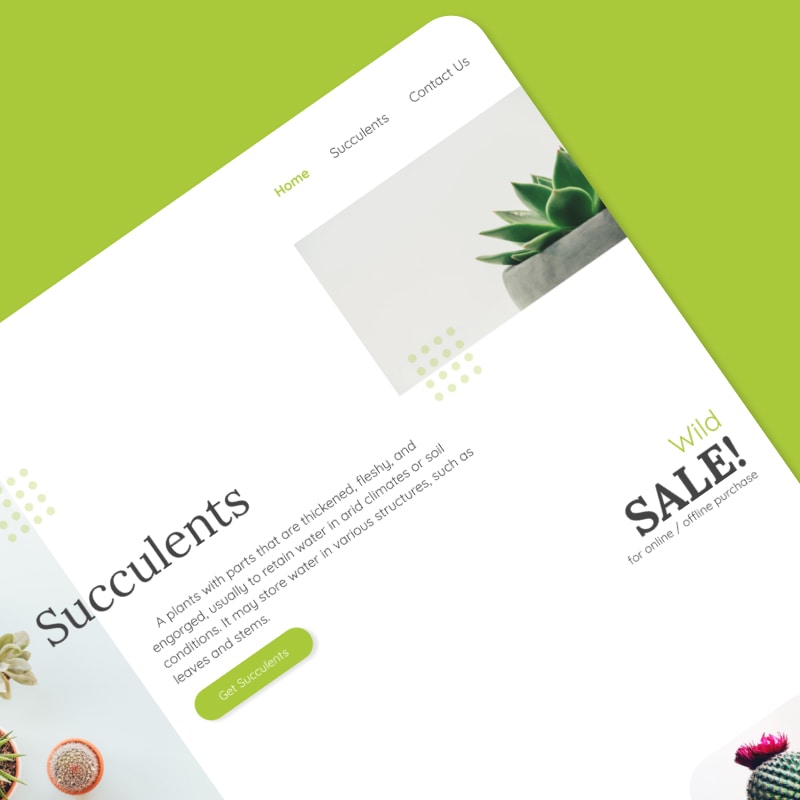 Home
Succulents
Contact Us
Succulents
A plants with parts that are thickened, fleshy, and
engorged, usually to retain water in arid climates or soil
conditions. It may store water in various structures, such as
leaves and stems.
Get Succulents
Wild
SALE!
for online / offline purchase